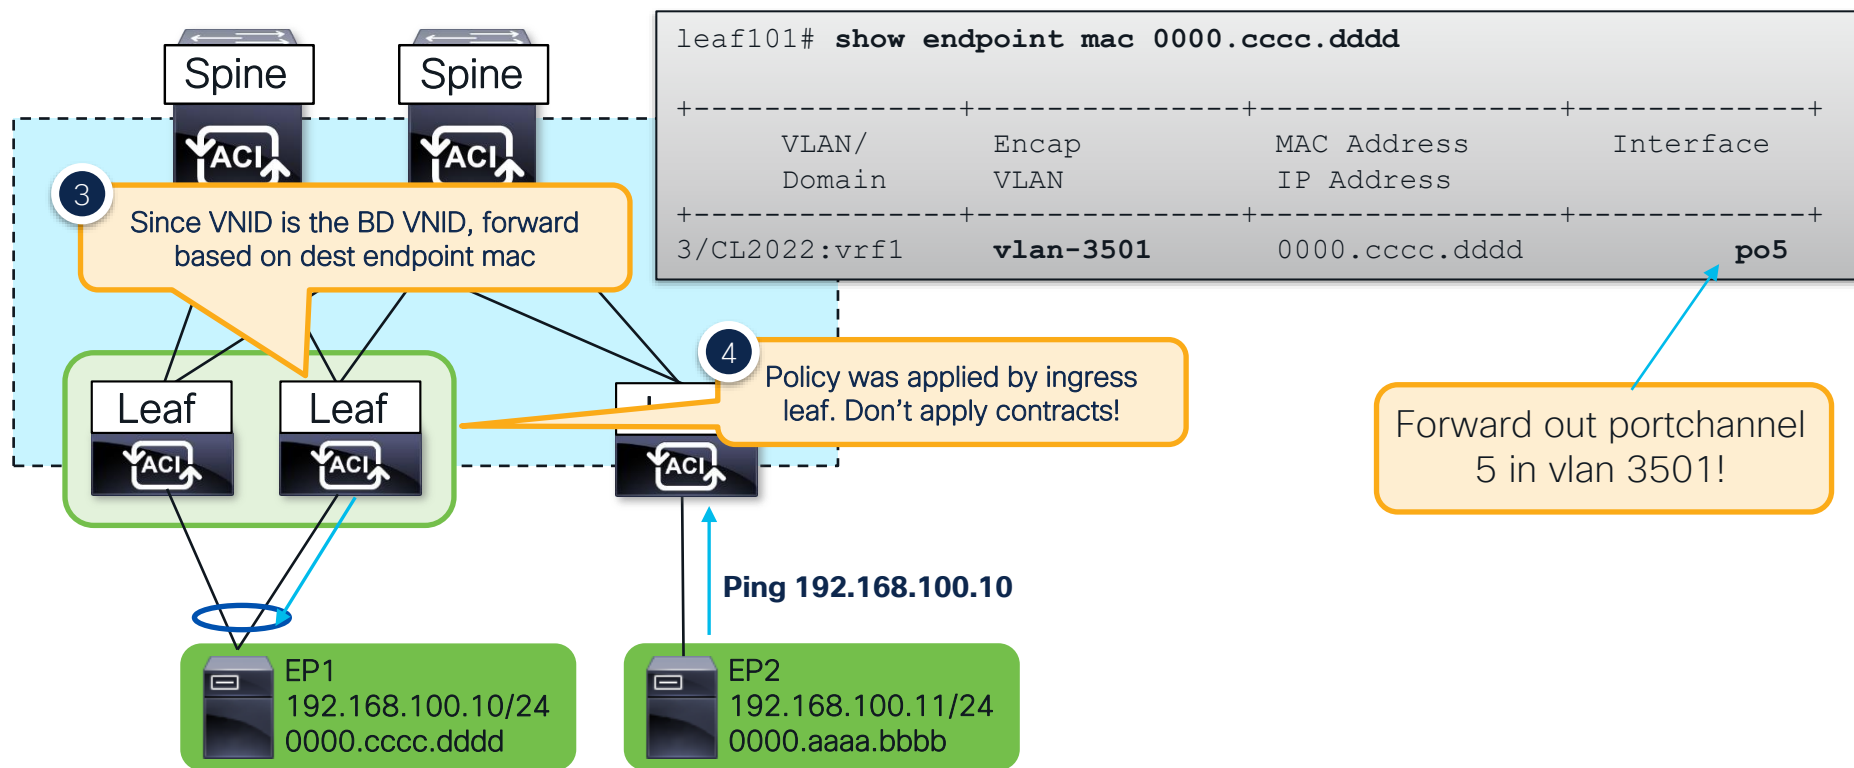 Spine
Spine
ACI
ACI
leaf101# show endpoint mac 0000.cccc.dddd
+---------------+---------------+-----------------+-------------+
VLAN/ Encap MAC Address Interface
Domain VLAN IP Address
+---------------+---------------+-----------------+-------------+
3/CL2022:vrf1 vlan-3501 0000.cccc.dddd po5
3
Since VNID is the BD VNID, forward
based on dest endpoint mac
4
Policy was applied by ingress
leaf. Don't apply contracts!
Forward out portchannel
5 in vlan 3501!
Leaf
Leaf
ACI
ACI
ACI
Ping 192.168.100.10
EP1
192.168.100.10/24
0000.cccc.dddd
EP2
192.168.100.11/24
0000.aaaa.bbbb